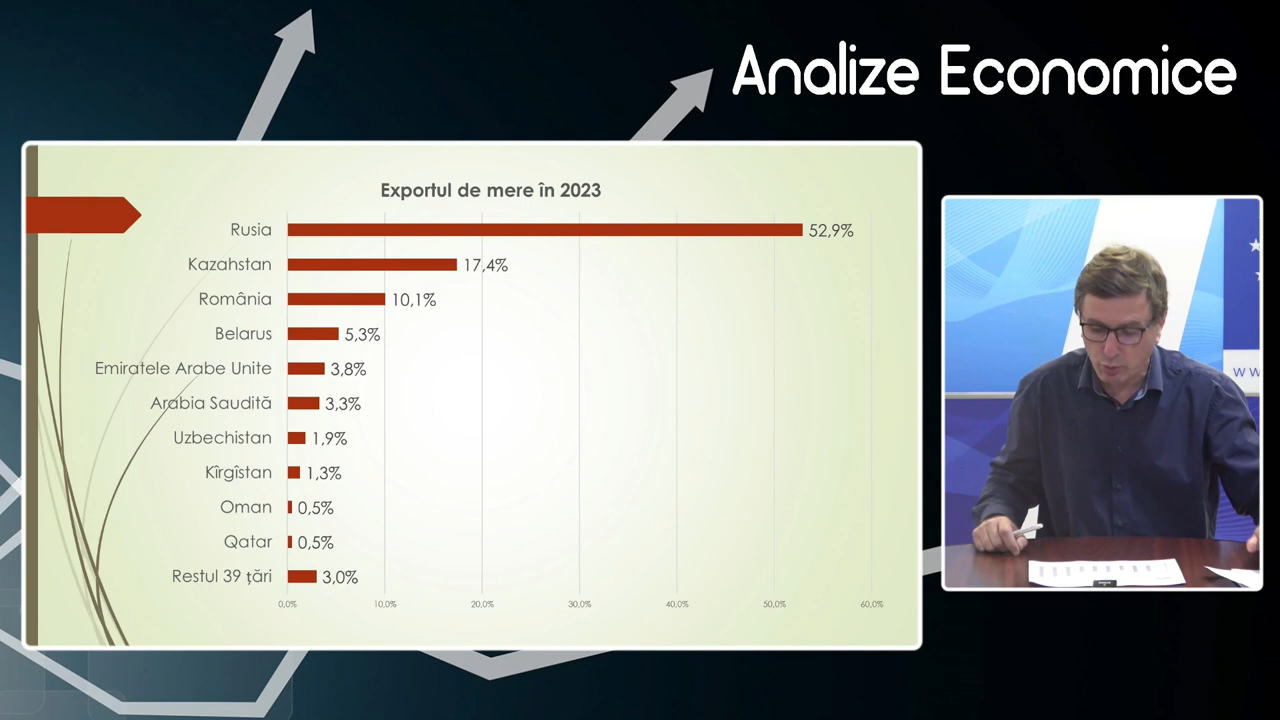 Analize Economice
Exportul de mere în 2023
Rusia 52,9%
Kazahstan 17,4%
România 10,1%
Belarus 5,3%
Emiratele Arabe Unite 3,8%
Arabia Saudită 3,3%
Uzbechistan 1,9%
Kîrgîstan 1,3%
Oman 0,5%
Qatar 0,5%
Restul 39 țări 3,0%
0,0% 10,0% 20,0% 30,0% 40,0% 50,0% 60,0%